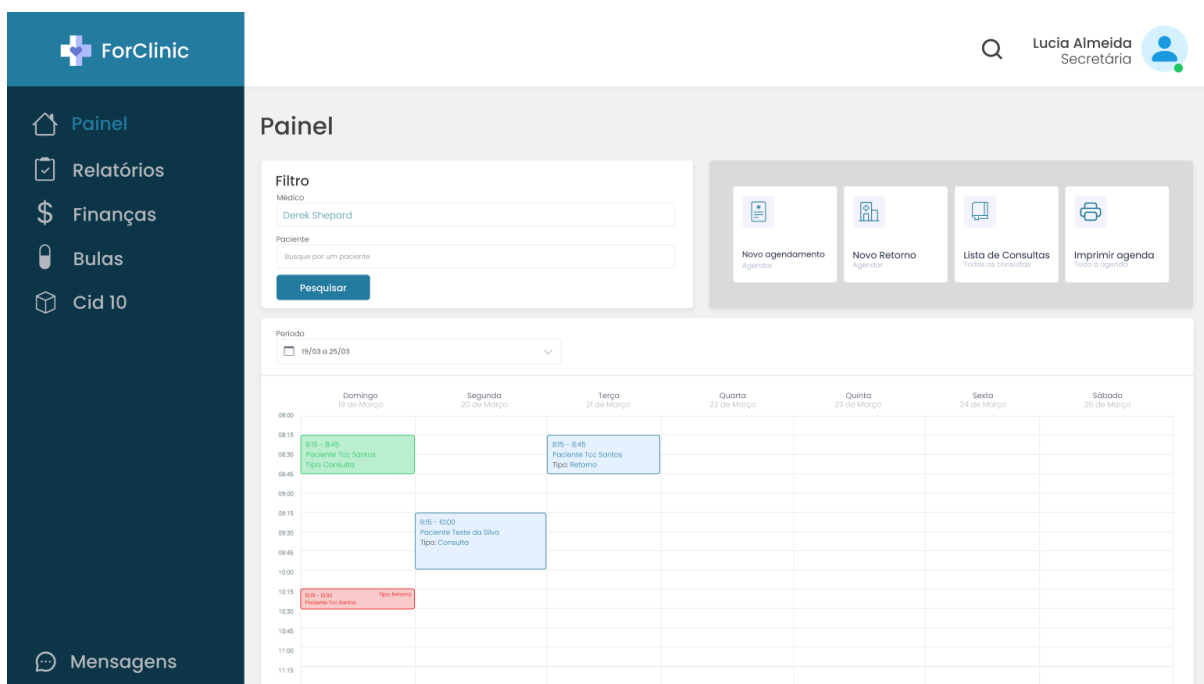 ForClinic
Lucia Almeida
Secretária
Painel
Relatórios
Finanças
Bulas
Cid 10
Mensagens
Painel
Filtro
Médico
Derek Shepard
Paciente
Busque por um paciente
Pesquisar
Novo agendamento
Agendar
Novo Retorno
Agendar
Lista de Consultas
Todas as consultas
Imprimir agenda
Toda à agenda
Período
19/03 a 25/03
Domingo
19 de Março
Segunda
20 de Março
Terça
21 de Março
Quarta
22 de Março
Quinta
23 de Março
Sexta
24 de Março
Sábado
25 de Março
08:00
08:15
08:30
08:45
09:00
09:15
09:30
09:45
10:00
10:15
10:30
10:45
11:00
11:15
8:15 - 8:45
Paciente Tcc Santos
Tipo: Consulta
8:15 - 8:45
Paciente Tcc Santos
Tipo: Retorno
9:15 - 10:00
Paciente Teste da Silva
Tipo: Consulta
10:15 - 10:30 Tipo: Retorno
Paciente Tcc Santos